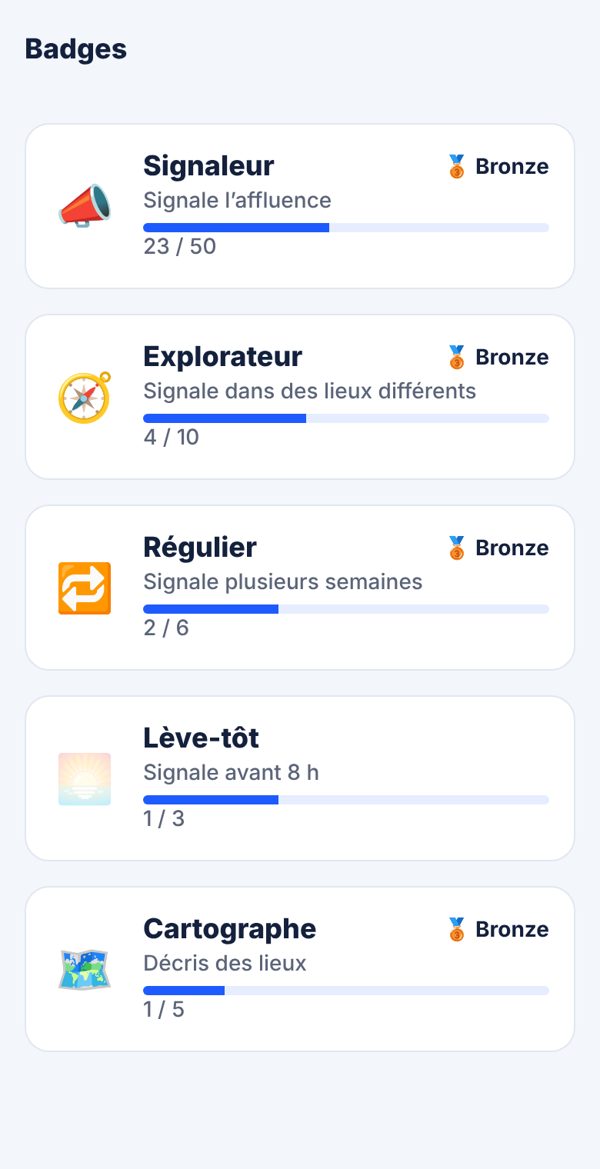 Badges
Signaleur
Bronze
Signale l’affluence
23 / 50
Explorateur
Bronze
Signale dans des lieux différents
4 / 10
Régulier
Bronze
Signale plusieurs semaines
2 / 6
Lève-tôt
Signale avant 8 h
1 / 3
Cartographe
Bronze
Décris des lieux
1 / 5